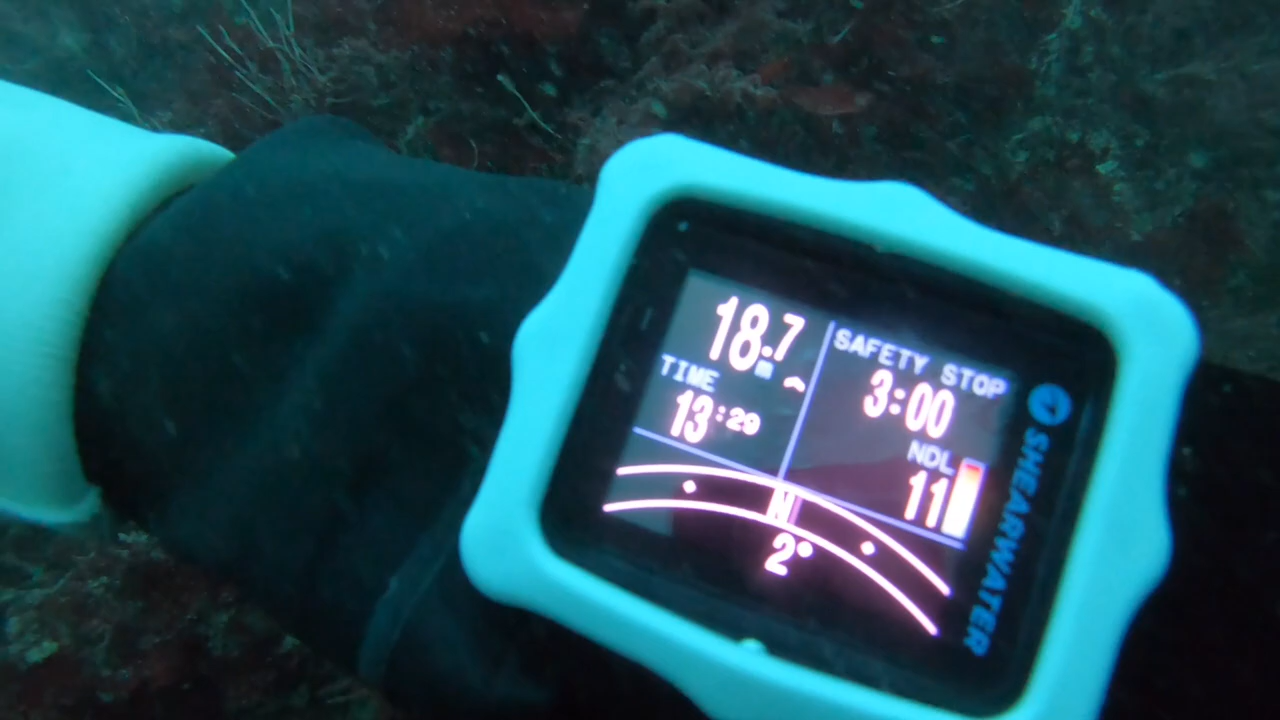 18.7
m
TIME
13:29
SAFETY STOP
3:00
NDL
11
N
2°
SHEARWATER